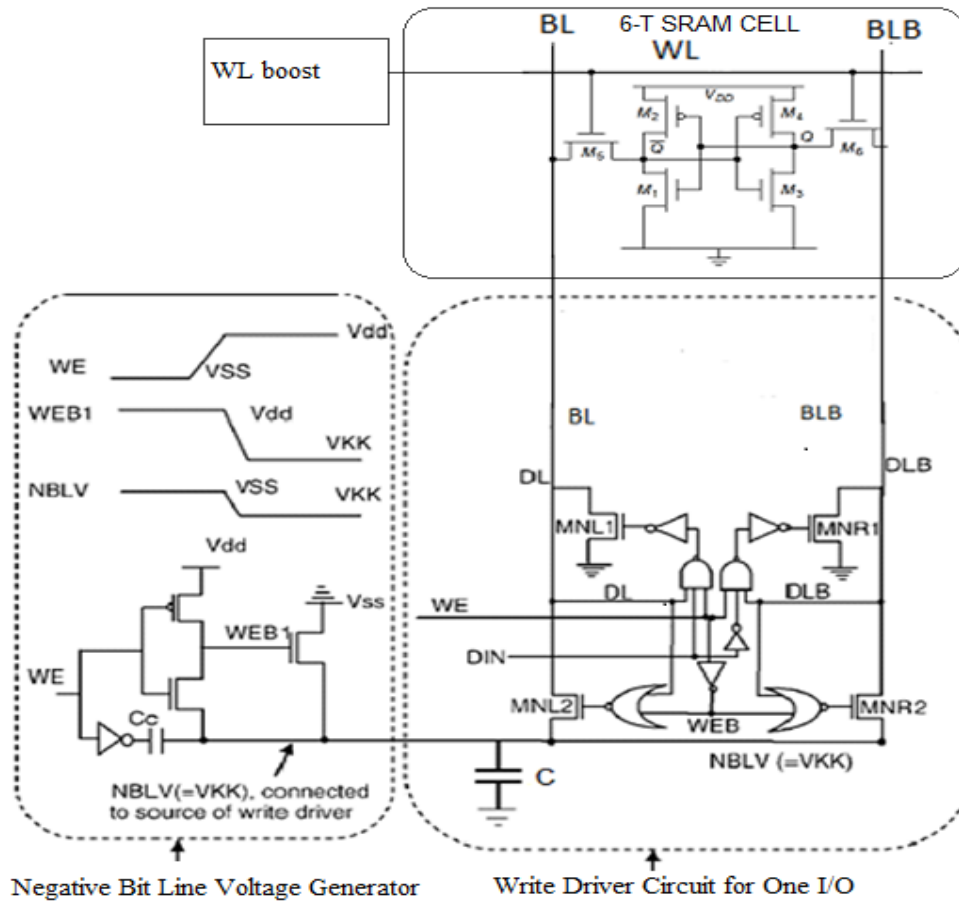 BL
6-T SRAM CELL
BLB
WL boost
WL
VDD
M2
M4
Q
Q
M5
M6
M1
M3
Vdd
WE
VSS
WEB1
Vdd
VKK
NBLV
VSS
VKK
Vdd
Vss
WEB1
WE
Cc
NBLV(=VKK), connected
to source of write driver
BL
BLB
DL
DLB
MNL1
MNR1
DL
DLB
WE
DIN
MNL2
WEB
MNR2
NBLV (=VKK)
C
Negative Bit Line Voltage Generator
Write Driver Circuit for One I/O